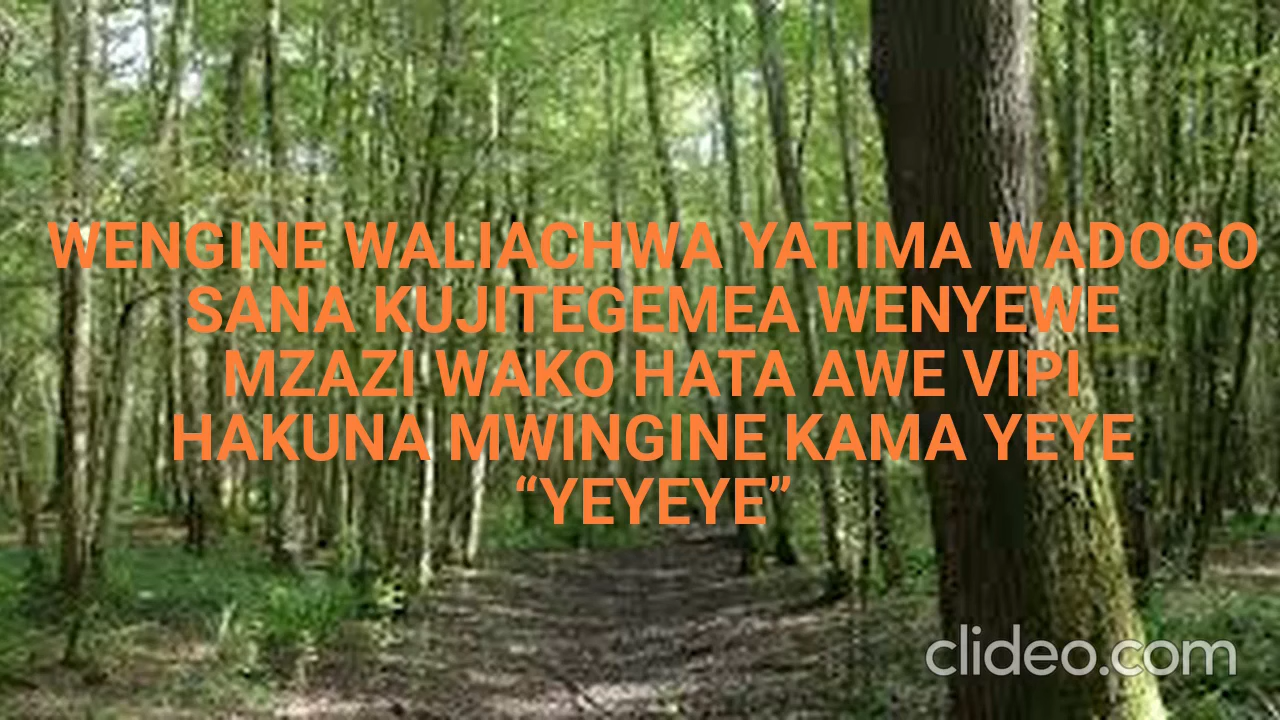 WENGINE WALIACHWA YATIMA WADOGO
SANA KUJITEGEMEA WENYEWE
MZAZI WAKO HATA AWE VIPI
HAKUNA MWINGINE KAMA YEYE
“YEYEYE”
clideo.com